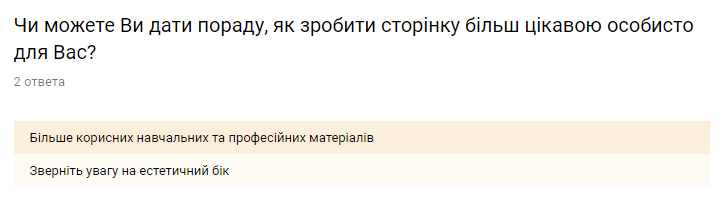 Чи можете Ви дати пораду, як зробити сторінку більш цікавою особисто
для Вас?
2 ответа
Більше корисних навчальних та професійних матеріалів
Зверніть увагу на естетичний бік